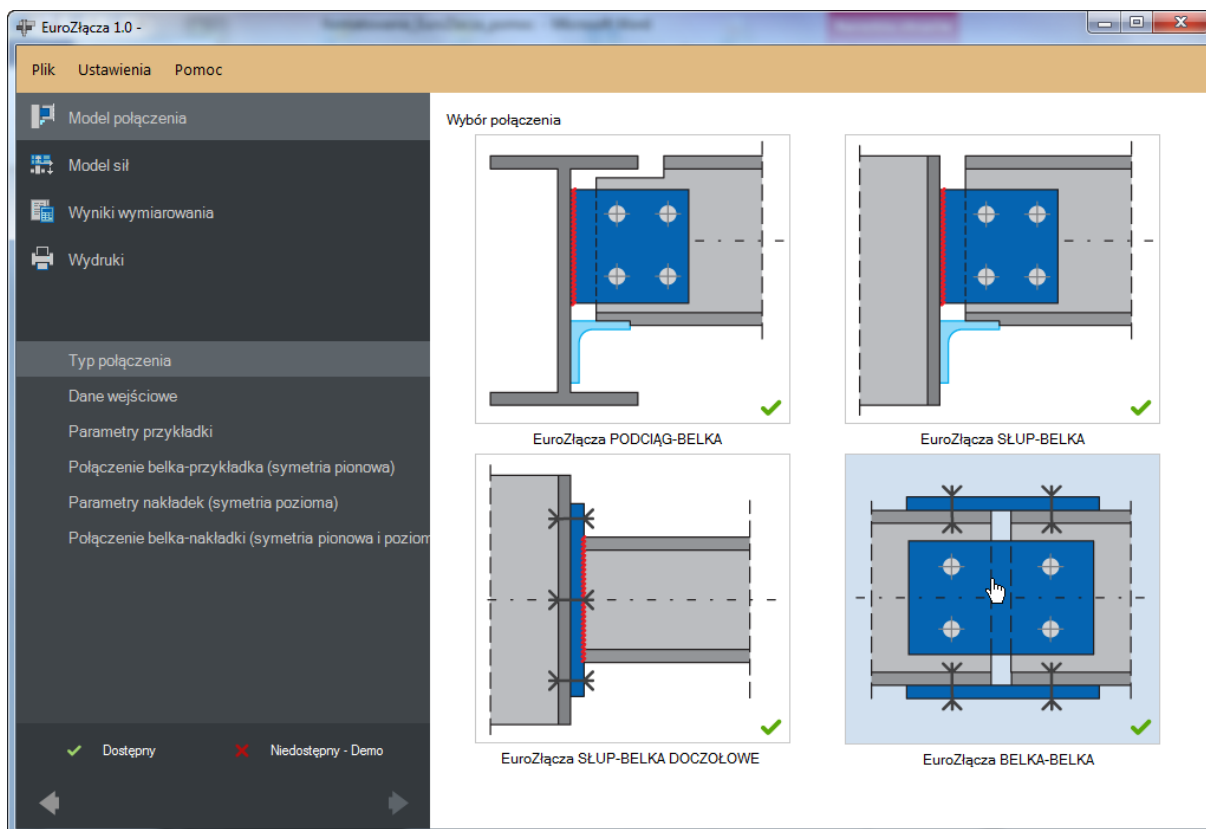 EuroZłącza 1.0 -
Plik Ustawienia Pomoc
Model połączenia
Model sił
Wyniki wymiarowania
Wydruki
Typ połączenia
Dane wejściowe
Parametry przykładki
Połączenie belka-przykładka (symetria pionowa)
Parametry nakładek (symetria pozioma)
Połączenie belka-nakładki (symetria pionowa i poziom
Dostępny Niedostępny - Demo
Wybór połączenia
EuroZłącza PODCIĄG-BELKA
EuroZłącza SŁUP-BELKA
EuroZłącza SŁUP-BELKA DOCZOŁOWE
EuroZłącza BELKA-BELKA